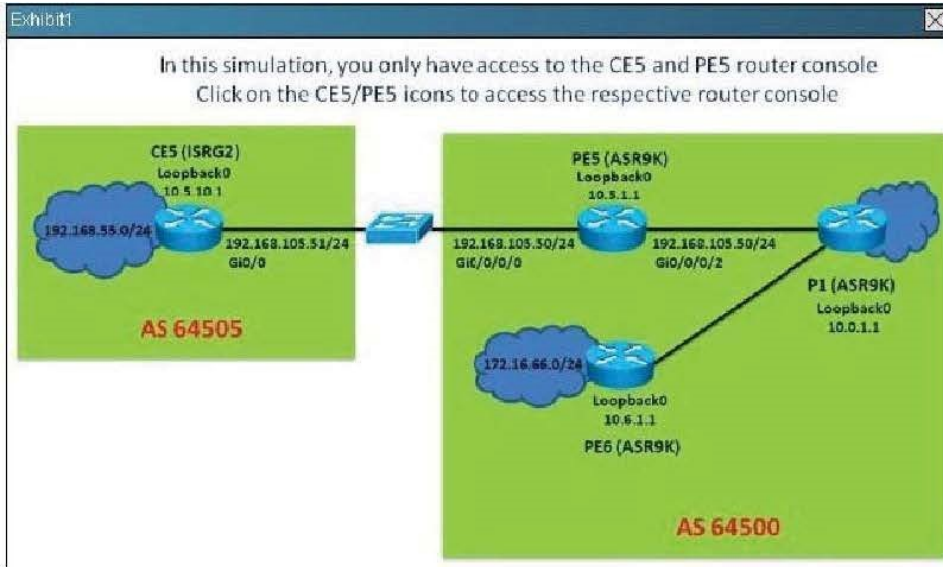 Exhibit1
In this simulation, you only have access to the CE5 and PE5 router console
Click on the CE5/PE5 icons to access the respective router console
CE5 (ISRG2)
Loopback0
10.5.10.1
192.168.55.0/24
192.168.105.51/24
Gi0/0
AS 64505
PE5 (ASR9K)
Loopback0
10.5.1.1
192.168.105.50/24
Gi0/0/0/0
192.168.105.50/24
Gi0/0/0/2
P1 (ASR9K)
Loopback0
10.0.1.1
172.16.66.0/24
Loopback0
10.6.1.1
PE6 (ASR9K)
AS 64500